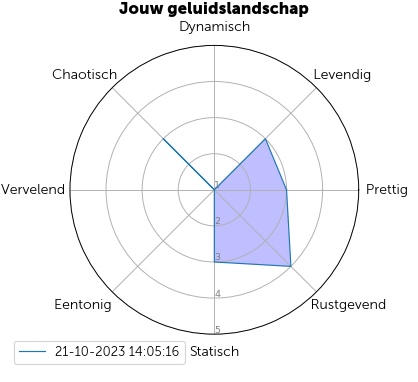 Jouw geluidslandschap
Dynamisch
Chaotisch
Levendig
Vervelend
Prettig
1
2
3
4
5
Eentonig
Rustgevend
21-10-2023 14:05:16
Statisch